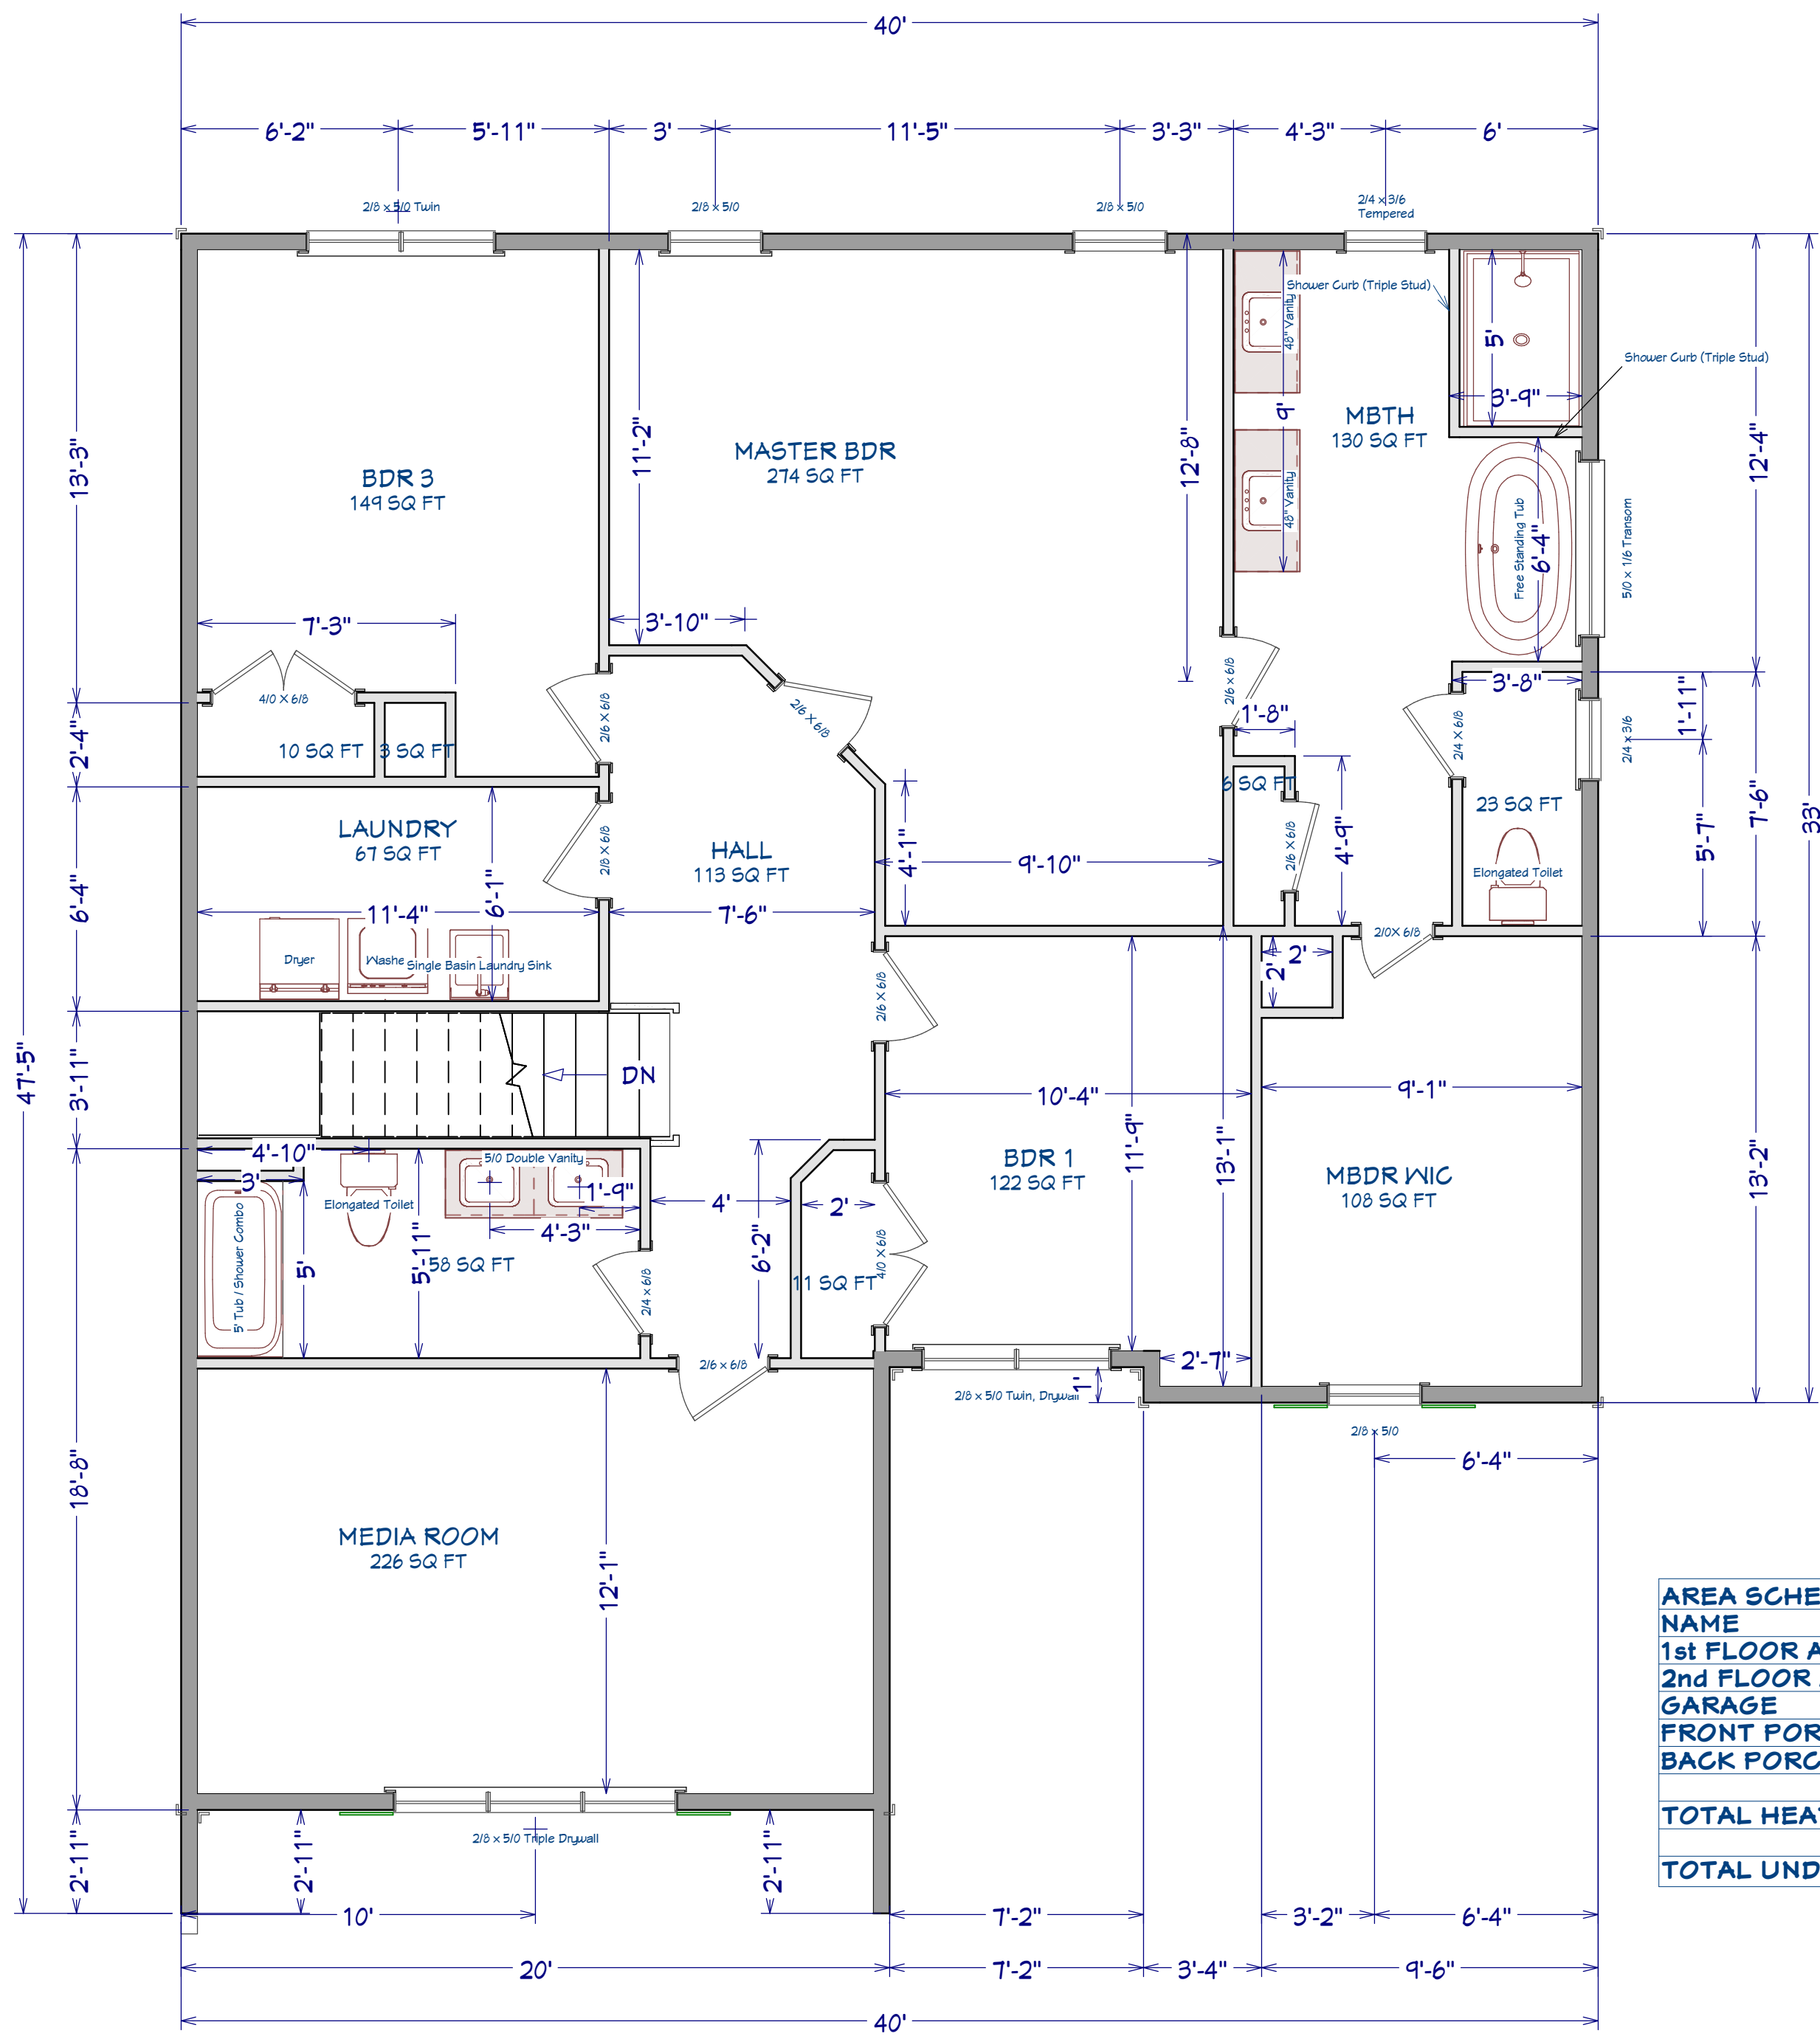 40'
6'-2"
5'-11"
3'
11'-5"
3'-3"
4'-3"
6'
2/8 x 5/0 Twin
2/8 x 5/0
2/8 x 5/0
2/4 x 3/6
Tempered
Shower Curb (Triple Stud)
48" Vanity
5'
Shower Curb (Triple Stud)
3'-9"
9'
MBTH
130 SQ FT
11'-2"
MASTER BDR
274 SQ FT
12'-8"
12'-4"
13'-3"
BDR 3
149 SQ FT
48" Vanity
Free Standing Tub
6'-4"
5/0 x 1/6 Transom
7'-3"
3'-10"
4/0 X 6/8
2/6 X 6/8
2/6 X 6/8
2/6 X 6/8
1'-8"
3'-8"
2/4 X 6/8
1'-11"
2/4 x 3/6
2'-4"
10 SQ FT
3 SQ FT
6 SQ FT
23 SQ FT
7'-6"
33'
LAUNDRY
67 SQ FT
2/8 X 6/8
HALL
113 SQ FT
4'-1"
9'-10"
2/6 X 6/8
4'-9"
5'-7"
Elongated Toilet
6'-4"
11'-4"
6'-1"
7'-6"
2/0 X 6/8
Dryer
Washe
Single Basin Laundry Sink
2/6 X 6/8
2'
2'
47'-5"
3'-11"
DN
10'-4"
9'-1"
4'-10"
5/0 Double Vanity
3'
Elongated Toilet
1'-9"
4'
2'
BDR 1
122 SQ FT
11'-9"
13'-1"
MBDR WIC
108 SQ FT
13'-2"
5' Tub / Shower Combo
5'
5'-11"
4'-3"
58 SQ FT
2/4 x 6/8
6'-2"
11 SQ FT
4/0 X 6/8
2/6 x 6/8
2'-7"
2/8 x 5/0 Twin, Drywall
1'
2/8 x 5/0
6'-4"
18'-8"
MEDIA ROOM
226 SQ FT
12'-1"
AREA SCHE
NAME
1st FLOOR A
2nd FLOOR
GARAGE
FRONT POR
BACK PORC
TOTAL HEA
TOTAL UND
2/8 x 5/0 Triple Drywall
2'-11"
2'-11"
2'-11"
10'
7'-2"
3'-2"
6'-4"
20'
7'-2"
3'-4"
9'-6"
40'